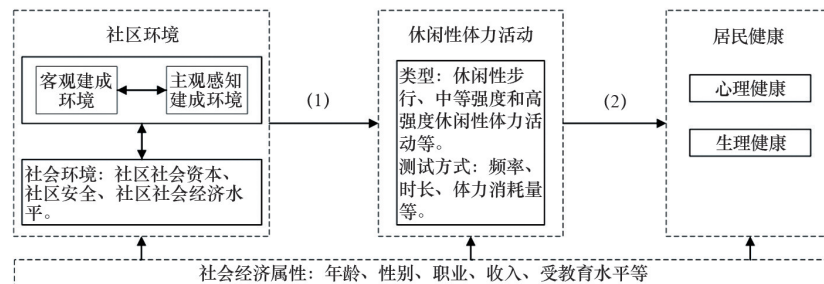 社区环境
客观建成
环境
主观感知
建成环境
社会环境：社区社会资本、
社区安全、社区社会经济水
平。
(1)
休闲性体力活动
类型：休闲性步
行、中等强度和高
强度休闲性体力活
动等。
测试方式：频率、
时长、体力消耗量
等。
(2)
居民健康
心理健康
生理健康
社会经济属性：年龄、性别、职业、收入、受教育水平等